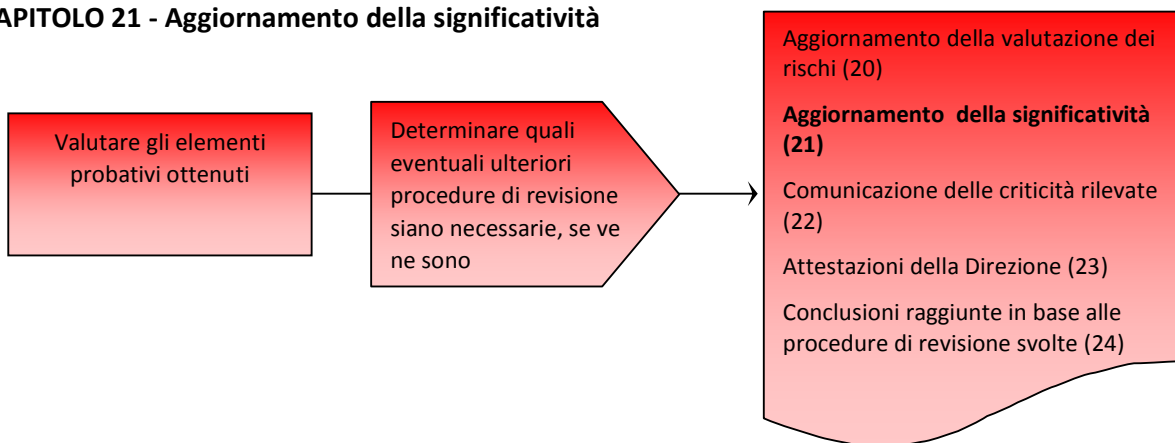 APITOLO 21 - Aggiornamento della significatività
Valutare gli elementi
probativi ottenuti
Determinare quali
eventuali ulteriori
procedure di revisione
siano necessarie, se ve
ne sono
Aggiornamento della valutazione dei
rischi (20)
Aggiornamento della significatività
(21)
Comunicazione delle criticità rilevate
(22)
Attestazioni della Direzione (23)
Conclusioni raggiunte in base alle
procedure di revisione svolte (24)